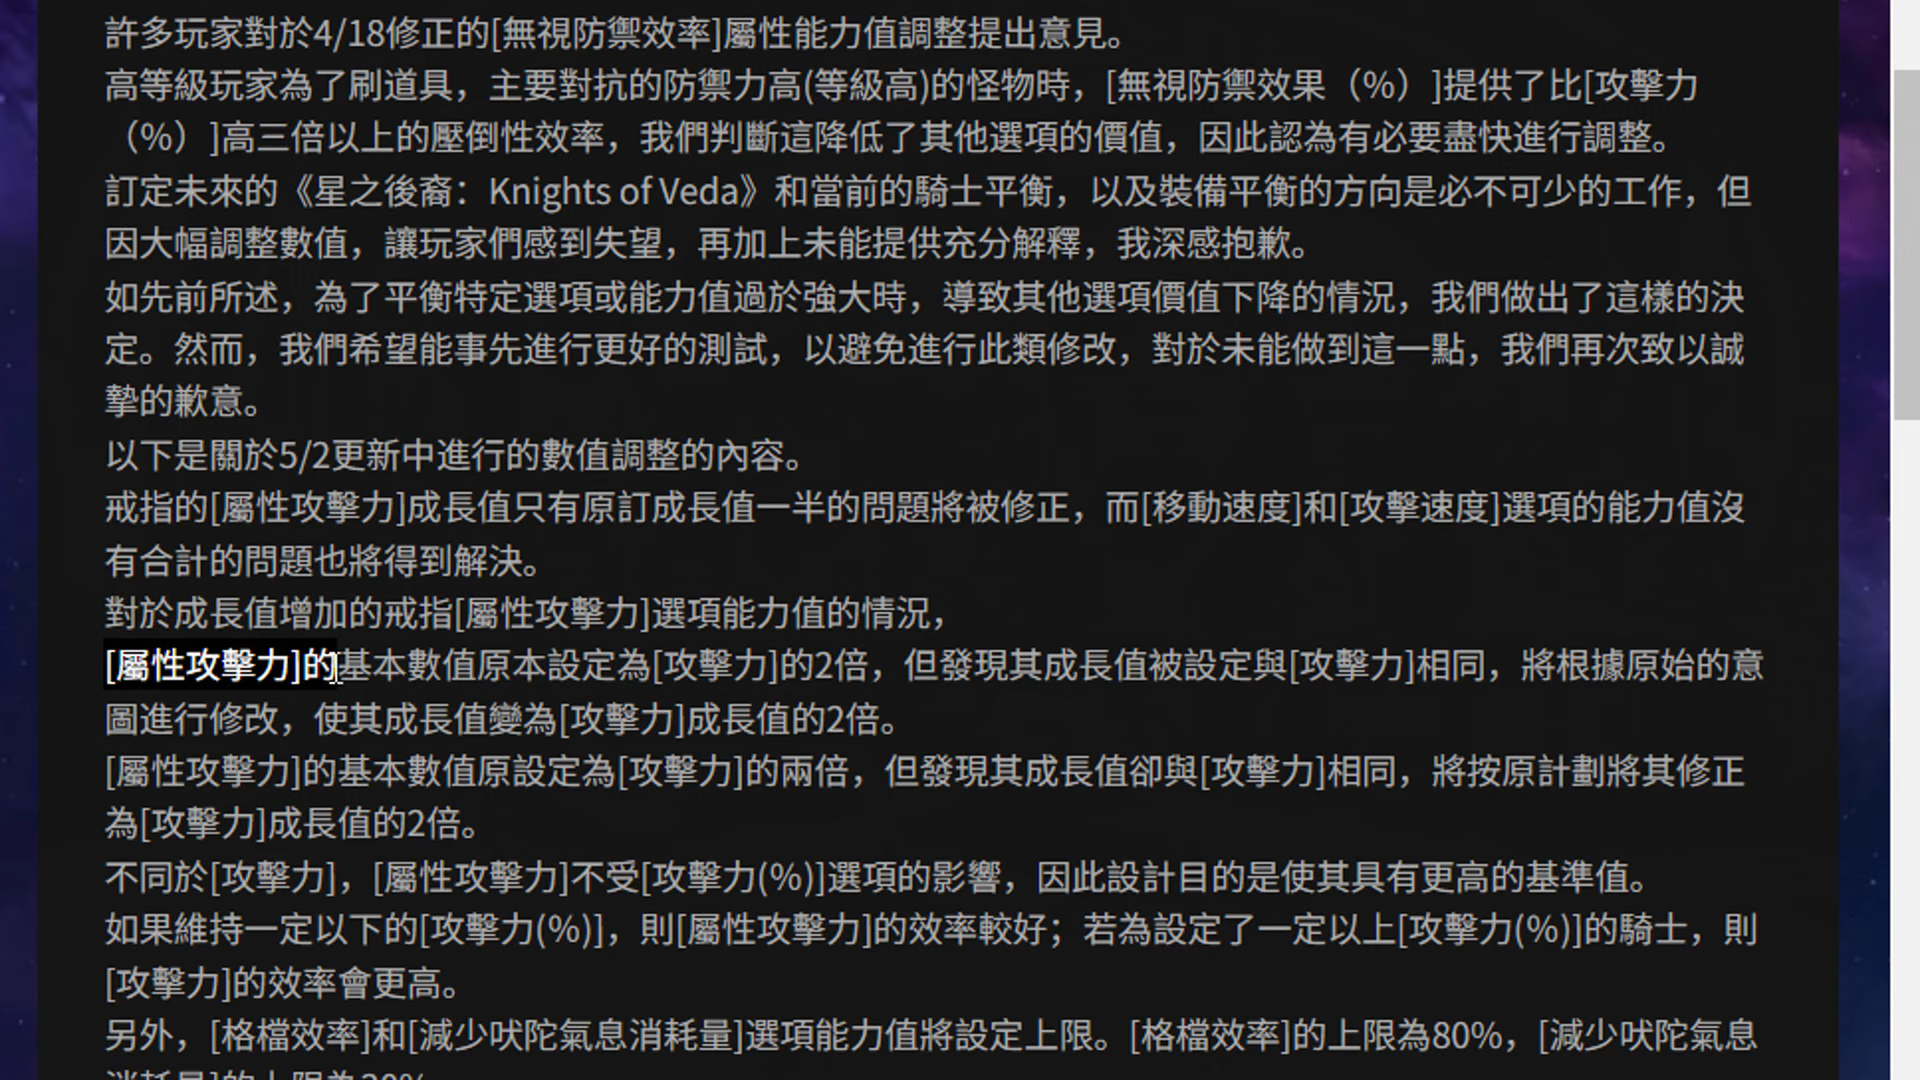 許多玩家對於4/18修正的[無視防禦效率]屬性能力值調整提出意見。
高等級玩家為了刷道具，主要對抗的防禦力高(等級高)的怪物時，[無視防禦效果（%）]提供了比[攻擊力
（%）]高三倍以上的壓倒性效率，我們判斷這降低了其他選項的價值，因此認為有必要盡快進行調整。
訂定未來的《星之後裔：Knights of Veda》和當前的騎士平衡，以及裝備平衡的方向是必不可少的工作，但
因大幅調整數值，讓玩家們感到失望，再加上未能提供充分解釋，我深感抱歉。
如先前所述，為了平衡特定選項或能力值過於強大時，導致其他選項價值下降的情況，我們做出了這樣的決
定。然而，我們希望能事先進行更好的測試，以避免進行此類修改，對於未能做到這一點，我們再次致以誠
摯的歉意。
以下是關於5/2更新中進行的數值調整的內容。
戒指的[屬性攻擊力]成長值只有原訂成長值一半的問題將被修正，而[移動速度]和[攻擊速度]選項的能力值沒
有合計的問題也將得到解決。
對於成長值增加的戒指[屬性攻擊力]選項能力值的情況，
[屬性攻擊力]的基本數值原本設定為[攻擊力]的2倍，但發現其成長值被設定與[攻擊力]相同，將根據原始的意
圖進行修改，使其成長值變為[攻擊力]成長值的2倍。
[屬性攻擊力]的基本數值原設定為[攻擊力]的兩倍，但發現其成長值卻與[攻擊力]相同，將按原計劃將其修正
為[攻擊力]成長值的2倍。
不同於[攻擊力]，[屬性攻擊力]不受[攻擊力(%)]選項的影響，因此設計目的是使其具有更高的基準值。
如果維持一定以下的[攻擊力(%)]，則[屬性攻擊力]的效率較好；若為設定了一定以上[攻擊力(%)]的騎士，則
[攻擊力]的效率會更高。
另外，[格檔效率]和[減少吠陀氣息消耗量]選項能力值將設定上限。[格檔效率]的上限為80%，[減少吠陀氣息